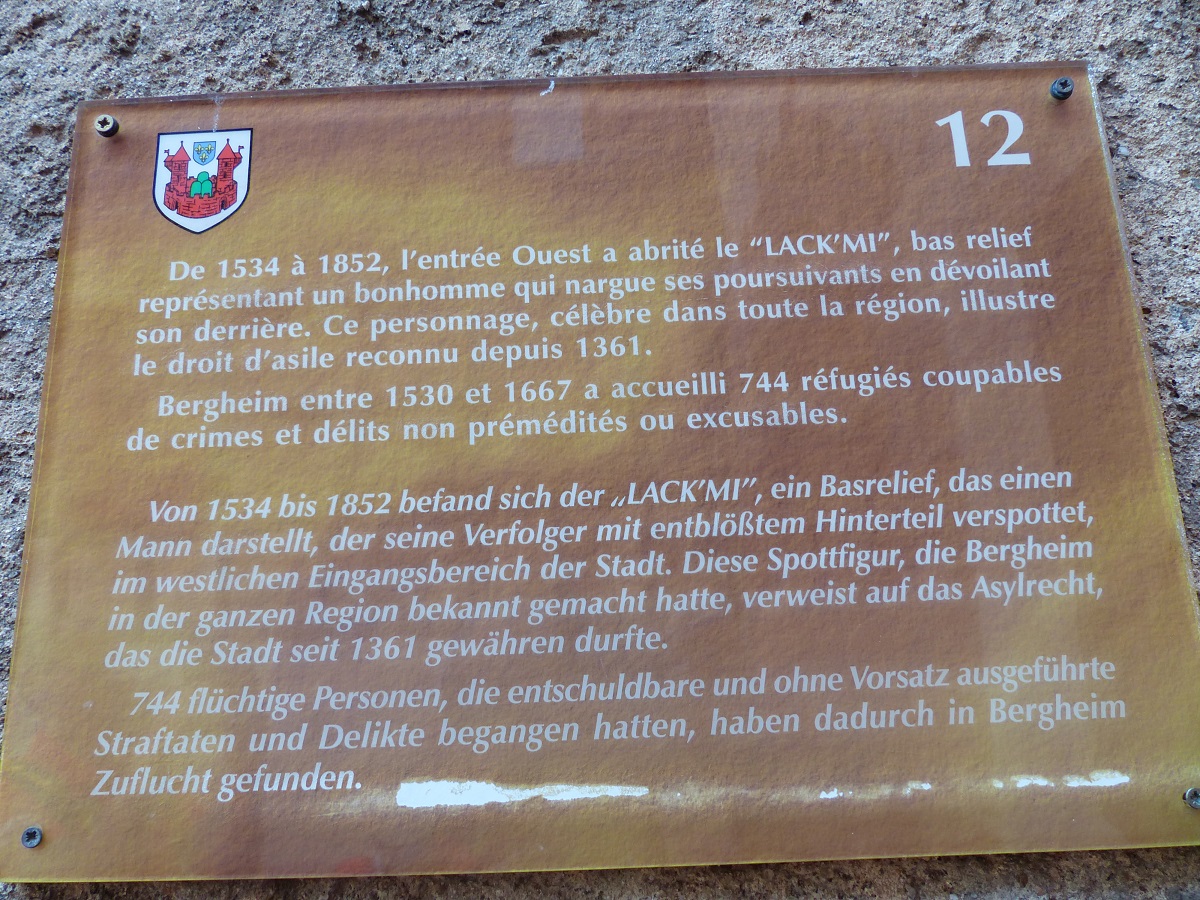 12
De 1534 à 1852, l'entrée Ouest a abrité le "LACK'MI", bas relief
représentant un bonhomme qui nargue ses poursuivants en dévoilant
son derrière. Ce personnage, célèbre dans toute la région, illustre
le droit d'asile reconnu depuis 1361.
Bergheim entre 1530 et 1667 a accueilli 744 réfugiés coupables
de crimes et délits non prémédités ou excusables.
Von 1534 bis 1852 befand sich der „LACK'MI”, ein Basrelief, das einen
Mann darstellt, der seine Verfolger mit entblößtem Hinterteil verspottet,
im westlichen Eingangsbereich der Stadt. Diese Spottfigur, die Bergheim
in der ganzen Region bekannt gemacht hatte, verweist auf das Asylrecht,
das die Stadt seit 1361 gewähren durfte.
744 flüchtige Personen, die entschuldbare und ohne Vorsatz ausgeführte
Straftaten und Delikte begangen hatten, haben dadurch in Bergheim
Zuflucht gefunden.